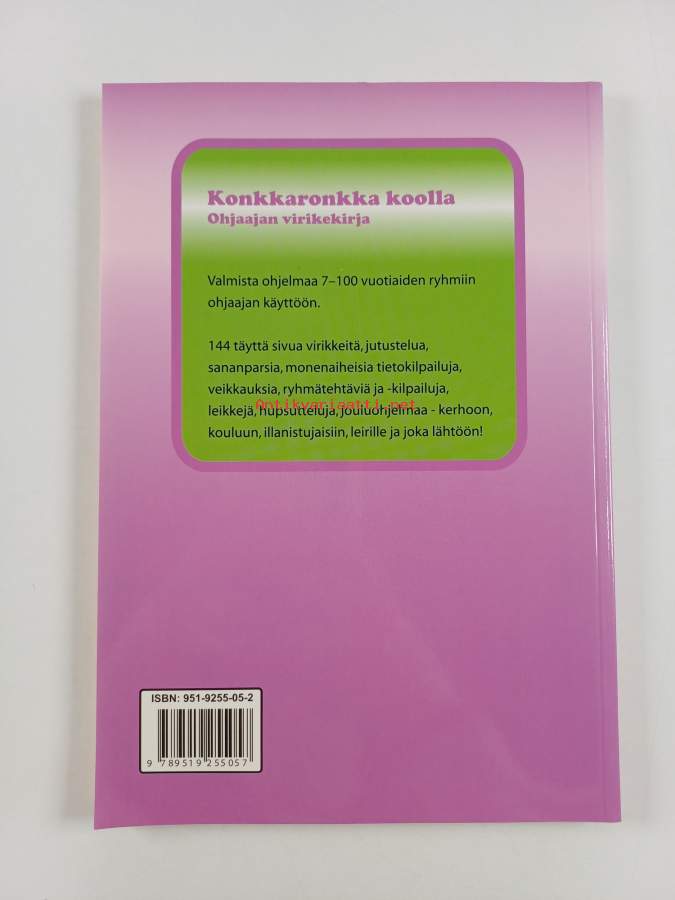 Konkkaronkka koolla
Ohjaajan virikekirja
Valmista ohjelmaa 7–100 vuotiaiden ryhmiin
ohjaajan käyttöön.
144 täyttä sivua virikkeitä, jutustelua,
sananparsia, monenaiheisia tietokilpailuja,
veikkauksia, ryhmätehtäviä ja -kilpailuja,
Antikvariaatti.net
leikkejä, hupsutteluja, jouluohjelmaa - kerhoon,
kouluun, illanistujaisiin, leirille ja joka lähtöön!
ISBN: 951-9255-05-2
9 789519 255057